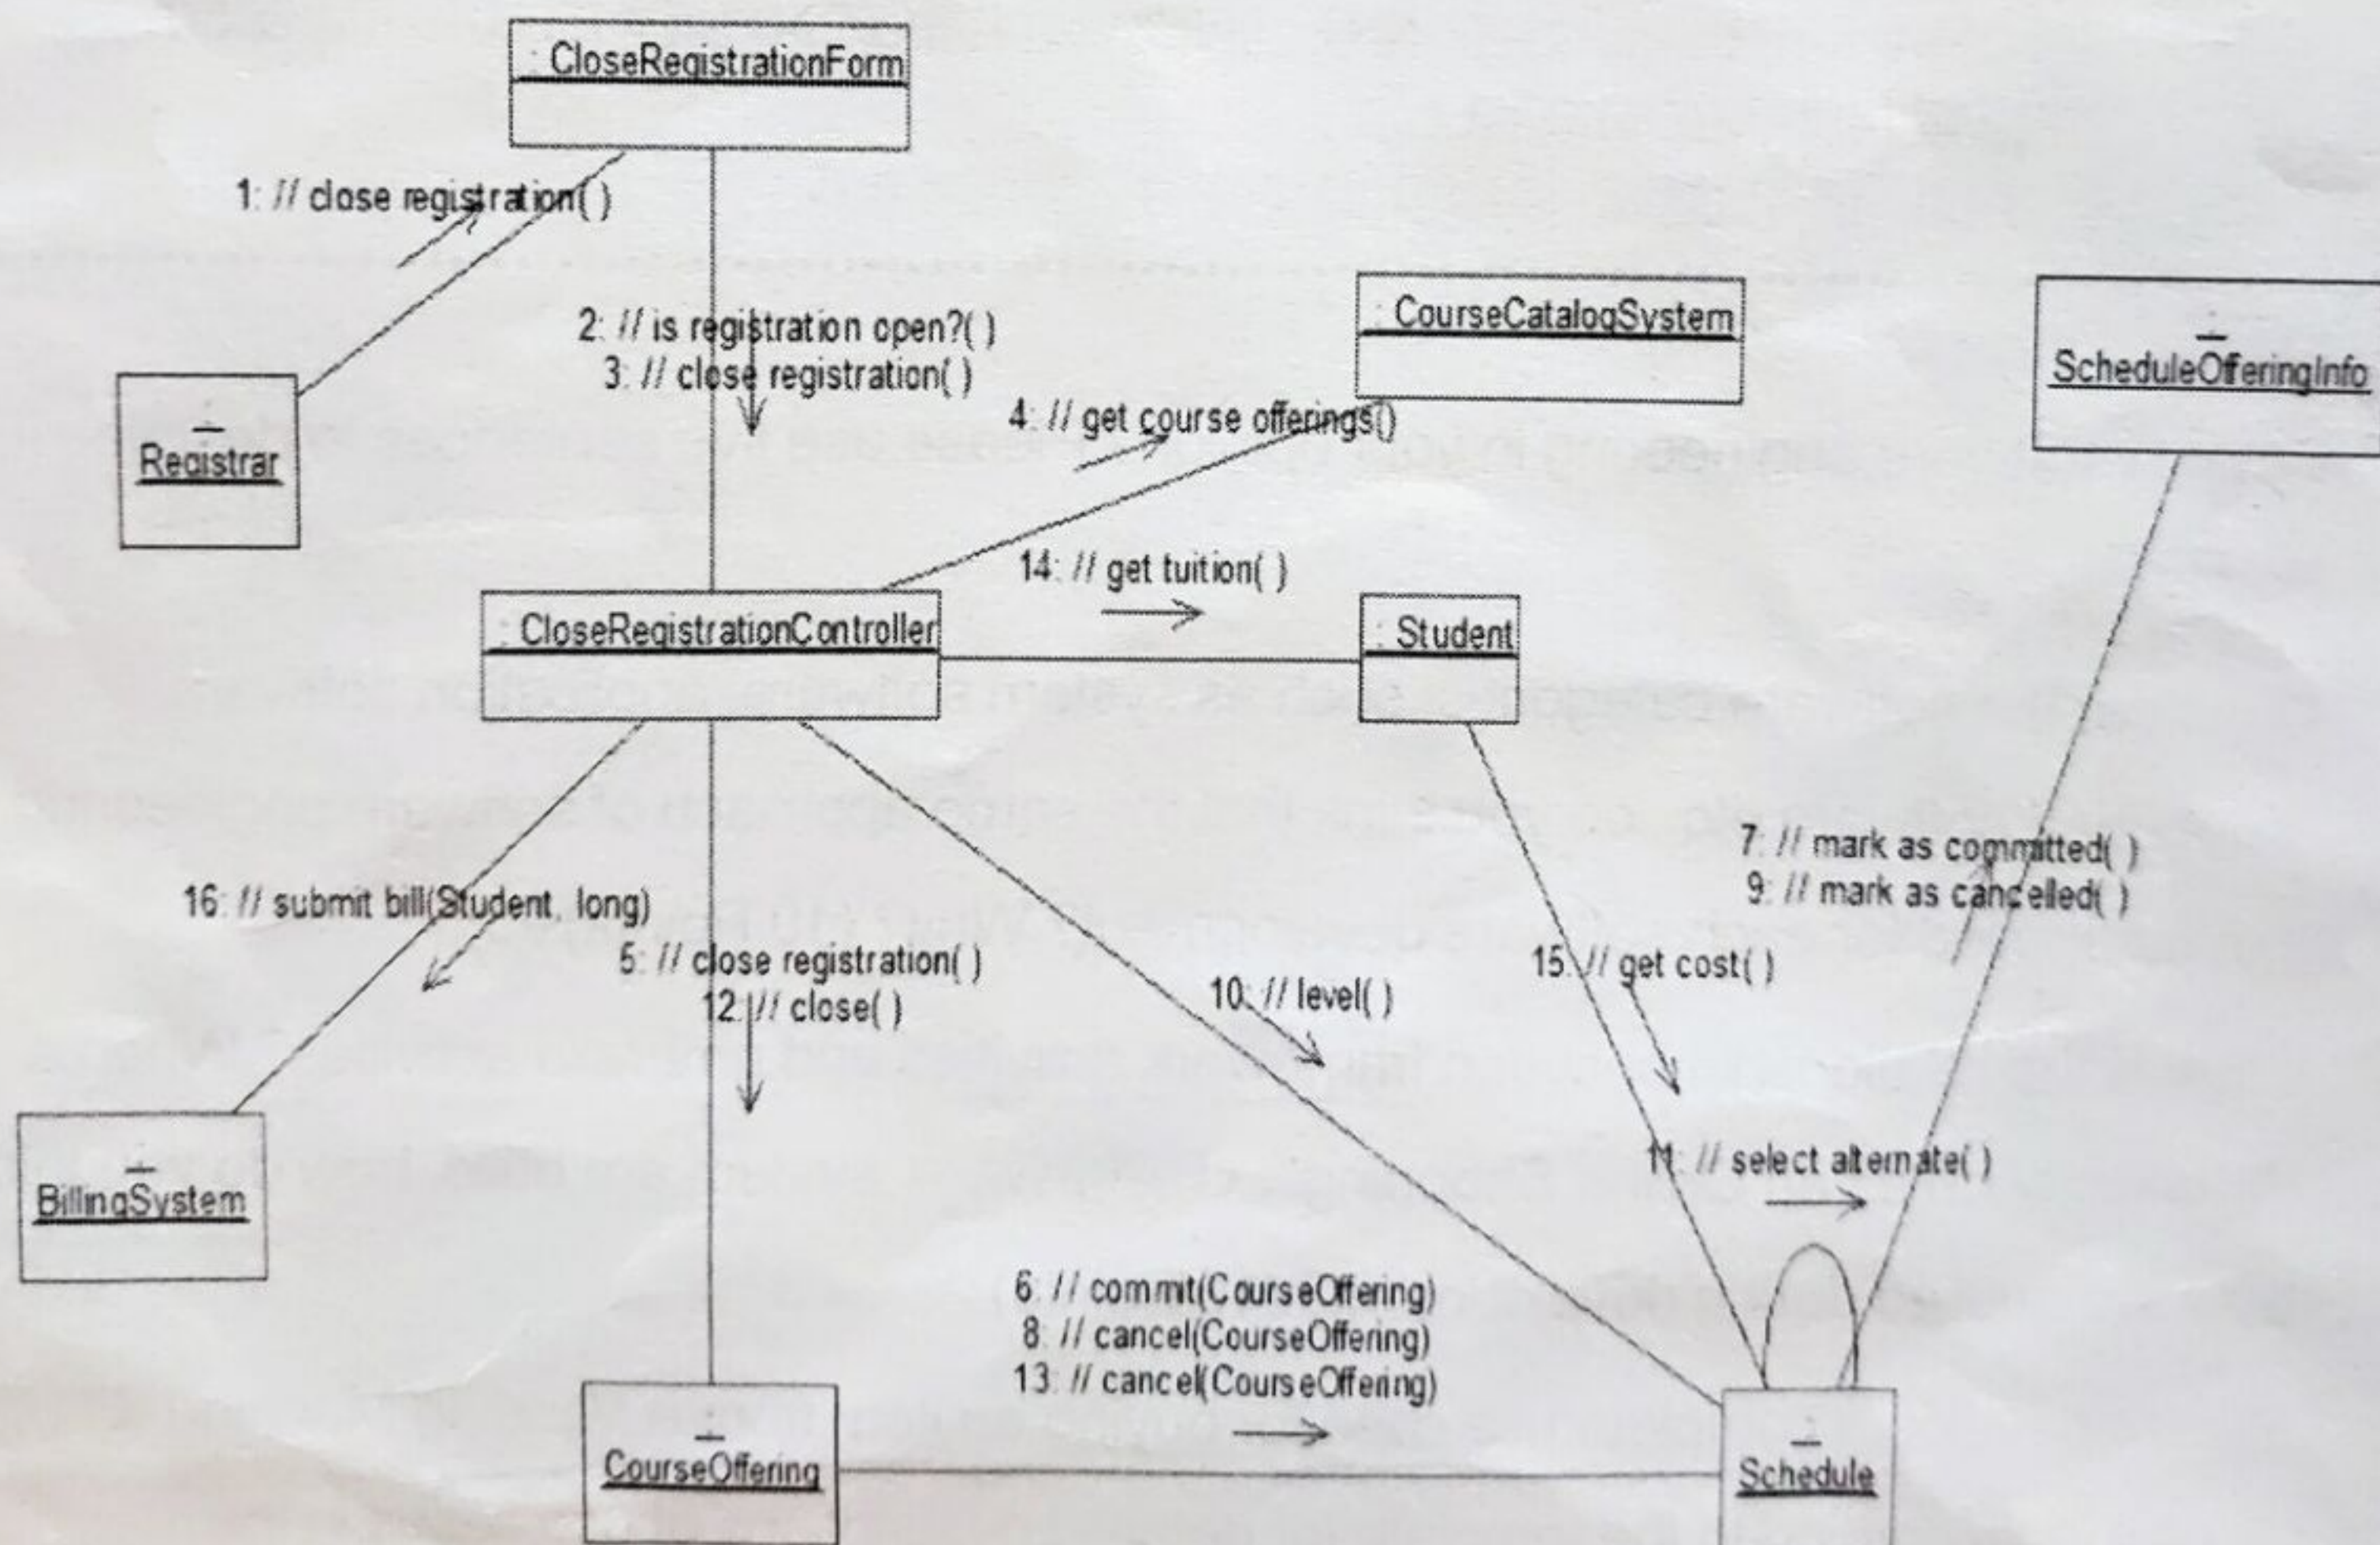 : CloseRegistrationForm
1: // close registration( )
2: // is registration open?( )
3: // close registration( )
: CourseCatalogSystem
:
ScheduleOfferingInfo
4: // get course offerings()
:
Registrar
14: // get tuition( )
: CloseRegistrationController
: Student
7: // mark as committed( )
9: // mark as cancelled( )
16: // submit bill(Student, long)
5: // close registration( )
12: // close( )
10: // level( )
15: // get cost( )
11: // select alternate( )
:
BillingSystem
6: // commit(CourseOffering)
8: // cancel(CourseOffering)
13: // cancel(CourseOffering)
:
CourseOffering
:
Schedule